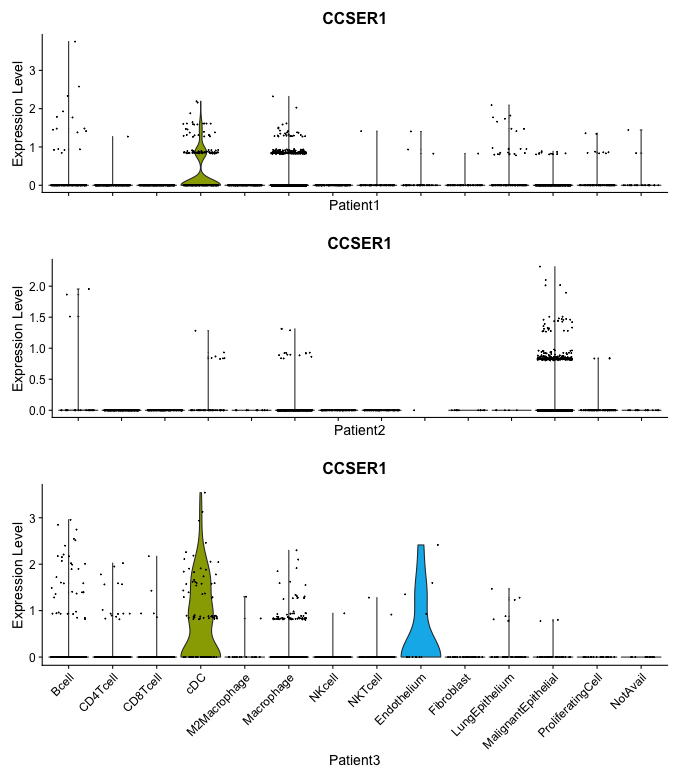 CCSER1
Expression Level
3
2
1
0
Patient1
CCSER1
Expression Level
2.0
1.5
1.0
0.5
0.0
Patient2
CCSER1
Expression Level
3
2
1
0
Bcell
CD4Tcell
CD8Tcell
cDC
M2Macrophage
Macrophage
NKcell
NKTcell
Endothelium
Fibroblast
LungEpithelium
MalignantEpithelial
ProliferatingCell
NotAvail
Patient3